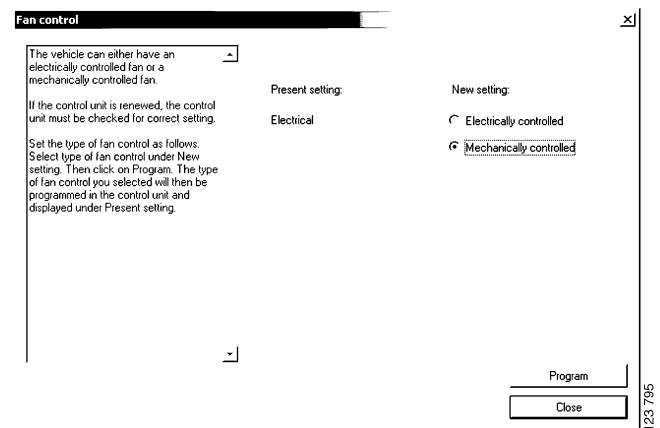 Fan control
The vehicle can either have an
electrically controlled fan or a
mechanically controlled fan.
If the control unit is renewed, the control
unit must be checked for correct setting.
Set the type of fan control as follows.
Select type of fan control under New
setting. Then click on Program. The type
of fan control you selected will then be
programmed in the control unit and
displayed under Present setting.
Present setting:
Electrical
New setting:
Electrically controlled
Mechanically controlled
Program
Close
123 795